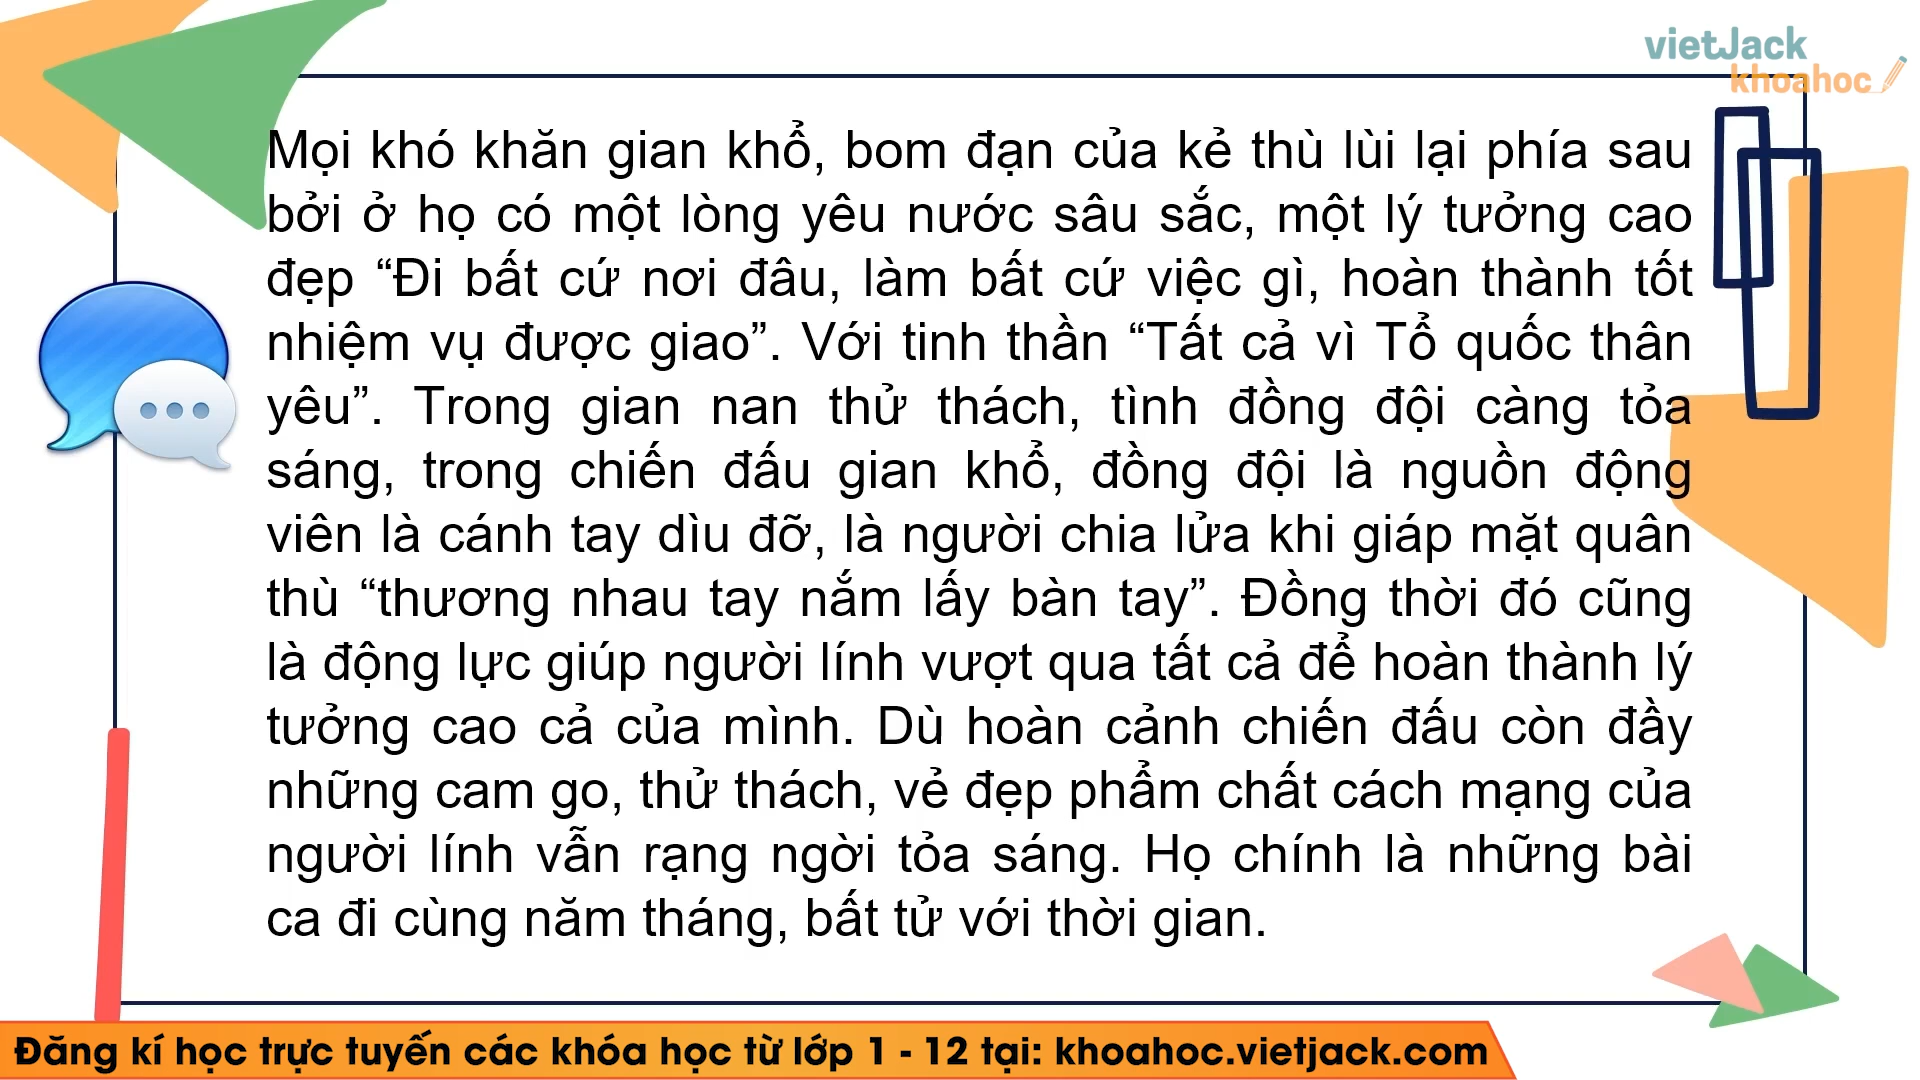 vietJack
khoahoc
Mọi khó khăn gian khổ, bom đạn của kẻ thù lùi lại phía sau
bởi ở họ có một lòng yêu nước sâu sắc, một lý tưởng cao
đẹp “Đi bất cứ nơi đâu, làm bất cứ việc gì, hoàn thành tốt
nhiệm vụ được giao”. Với tinh thần “Tất cả vì Tổ quốc thân
yêu”. Trong gian nan thử thách, tình đồng đội càng tỏa
sáng, trong chiến đấu gian khổ, đồng đội là nguồn động
viên là cánh tay dìu đỡ, là người chia lửa khi giáp mặt quân
thù “thương nhau tay nắm lấy bàn tay”. Đồng thời đó cũng
là động lực giúp người lính vượt qua tất cả để hoàn thành lý
tưởng cao cả của mình. Dù hoàn cảnh chiến đấu còn đầy
những cam go, thử thách, vẻ đẹp phẩm chất cách mạng của
người lính vẫn rạng ngời tỏa sáng. Họ chính là những bài
ca đi cùng năm tháng, bất tử với thời gian.
Đăng kí học trực tuyến các khóa học từ lớp 1 - 12 tại: khoahoc.vietjack.com